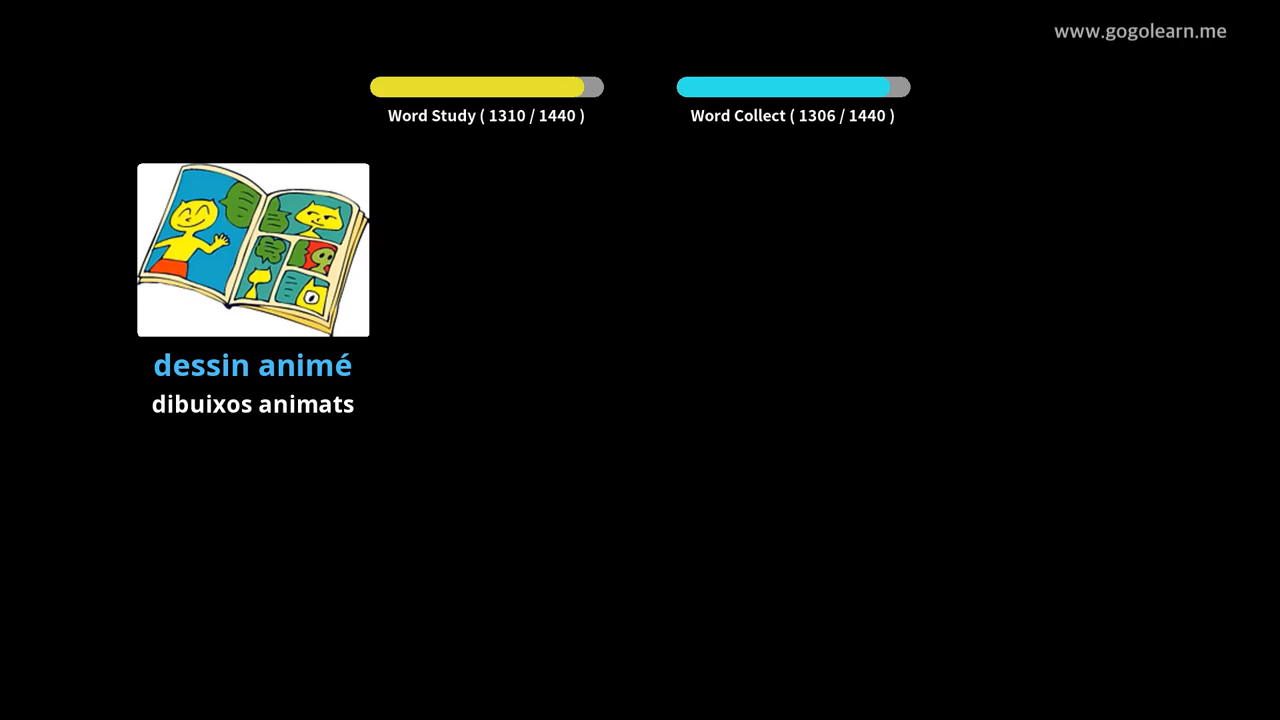 www.gogolearn.me
Word Study ( 1310 / 1440 )
Word Collect ( 1306 / 1440 )
dessin animé
dibuixos animats